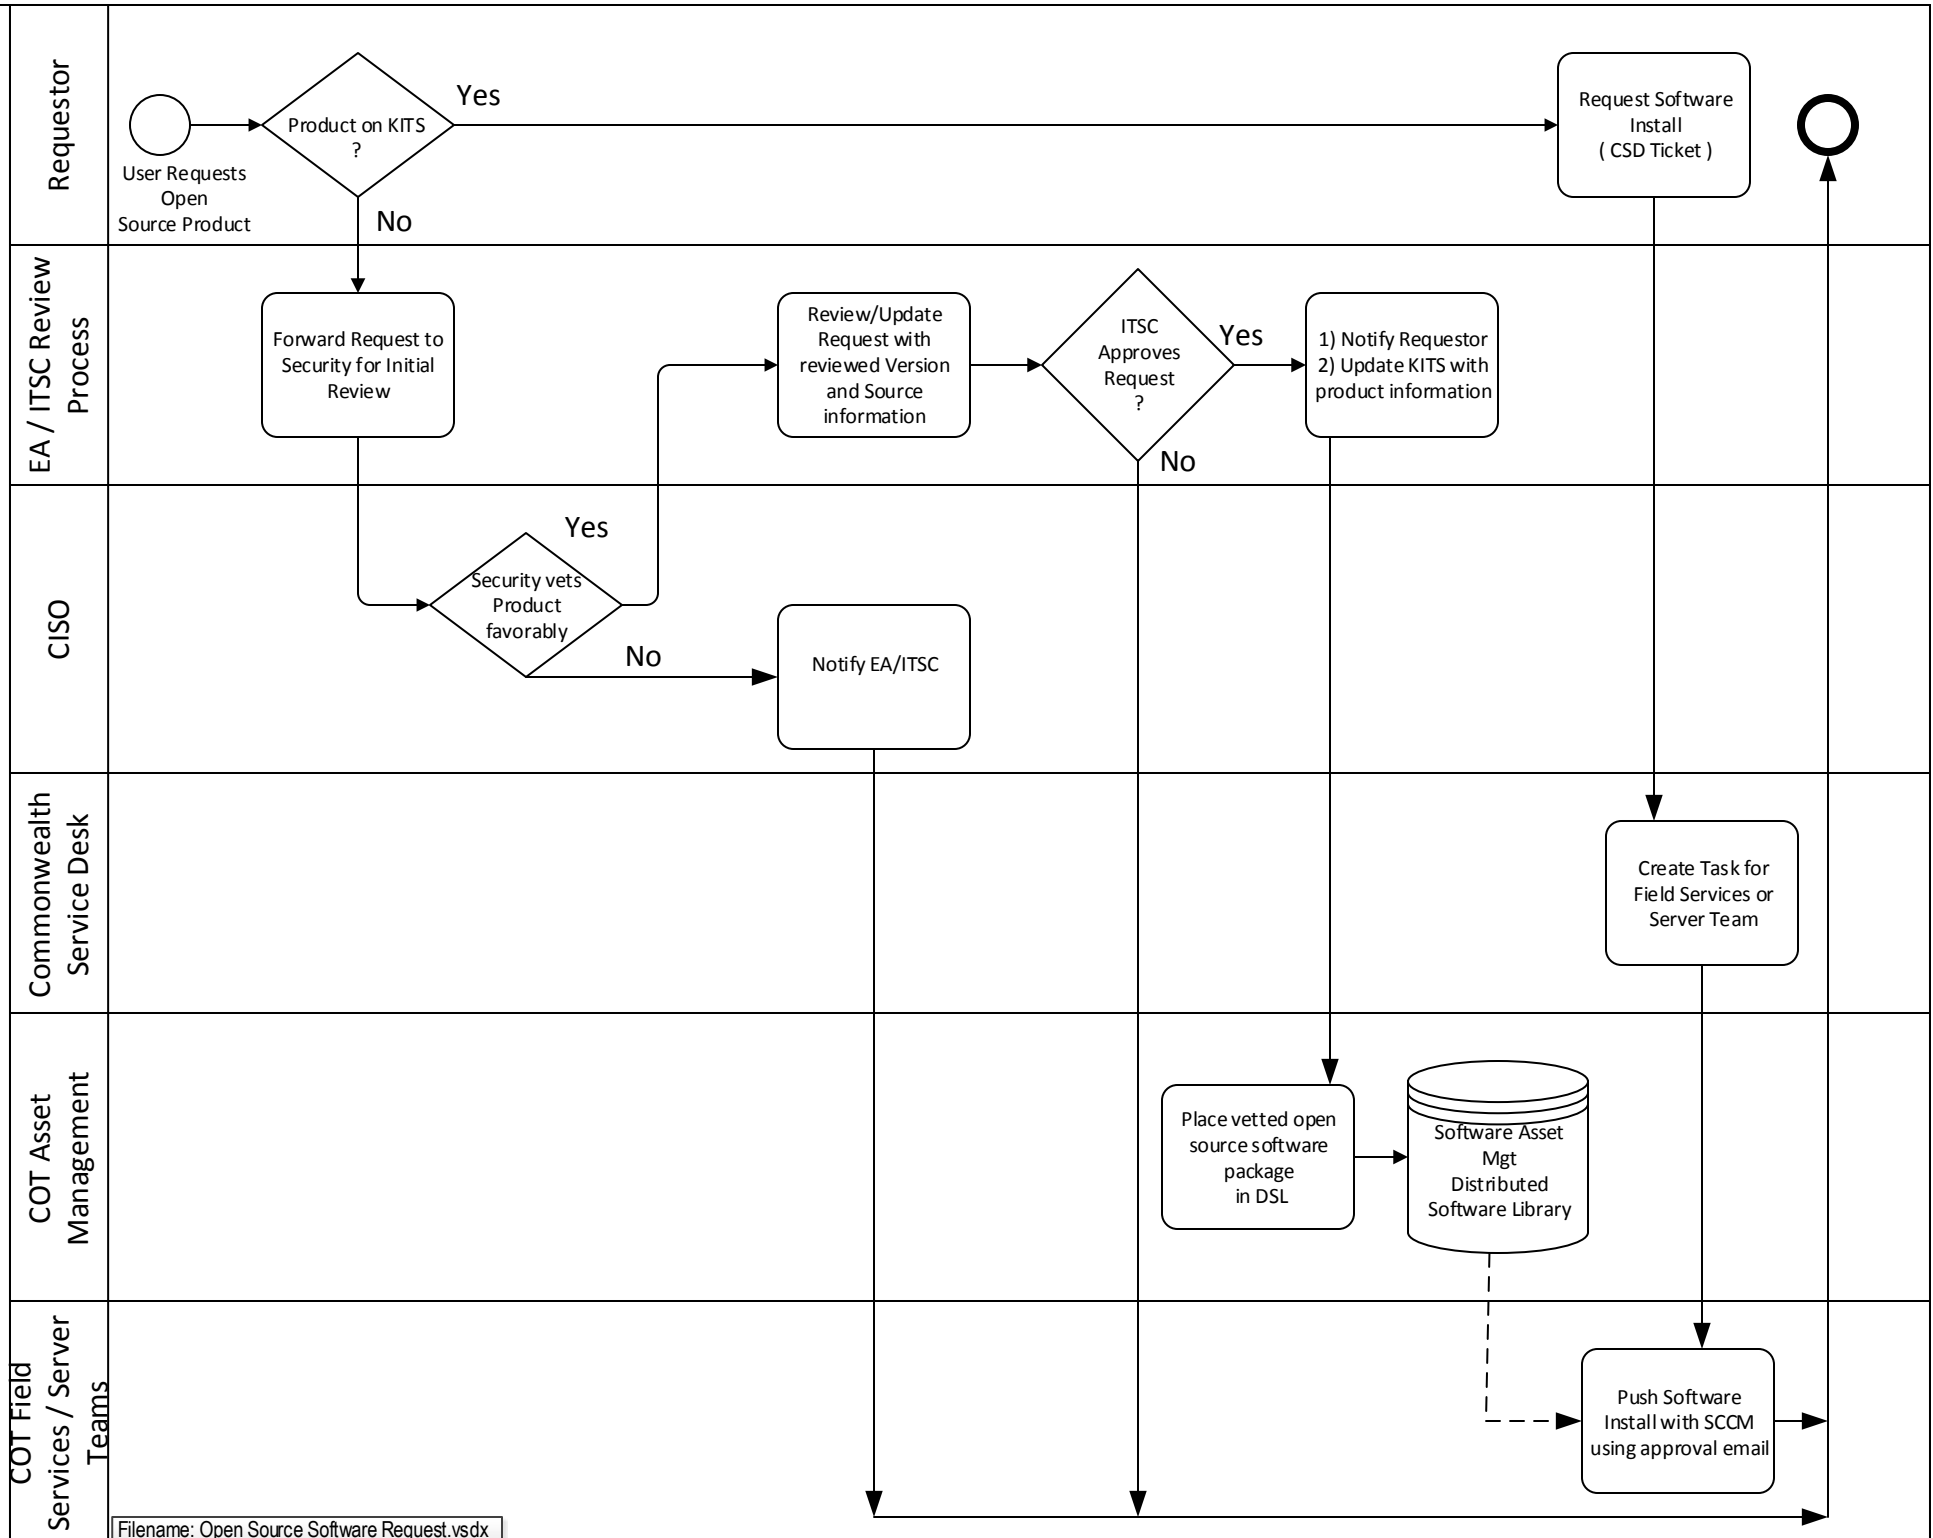 Requestor
User Requests
Open
Source Product
Product on KITS
?
Yes
No
Request Software
Install
( CSD Ticket )
EA / ITSC Review
Process
Forward Request to
Security for Initial
Review
Review/Update
Request with
reviewed Version
and Source
information
ITSC
Approves
Request
?
Yes
No
1) Notify Requestor
2) Update KITS with
product information
CISO
Security vets
Product
favorably
Yes
No
Notify EA/ITSC
Commonwealth
Service Desk
Create Task for
Field Services or
Server Team
COT Asset
Management
Place vetted open
source software
package
in DSL
Software Asset
Mgt
Distributed
Software Library
COT Field
Services / Server
Teams
Push Software
Install with SCCM
using approval email
Filename: Open Source Software Request.vsdx